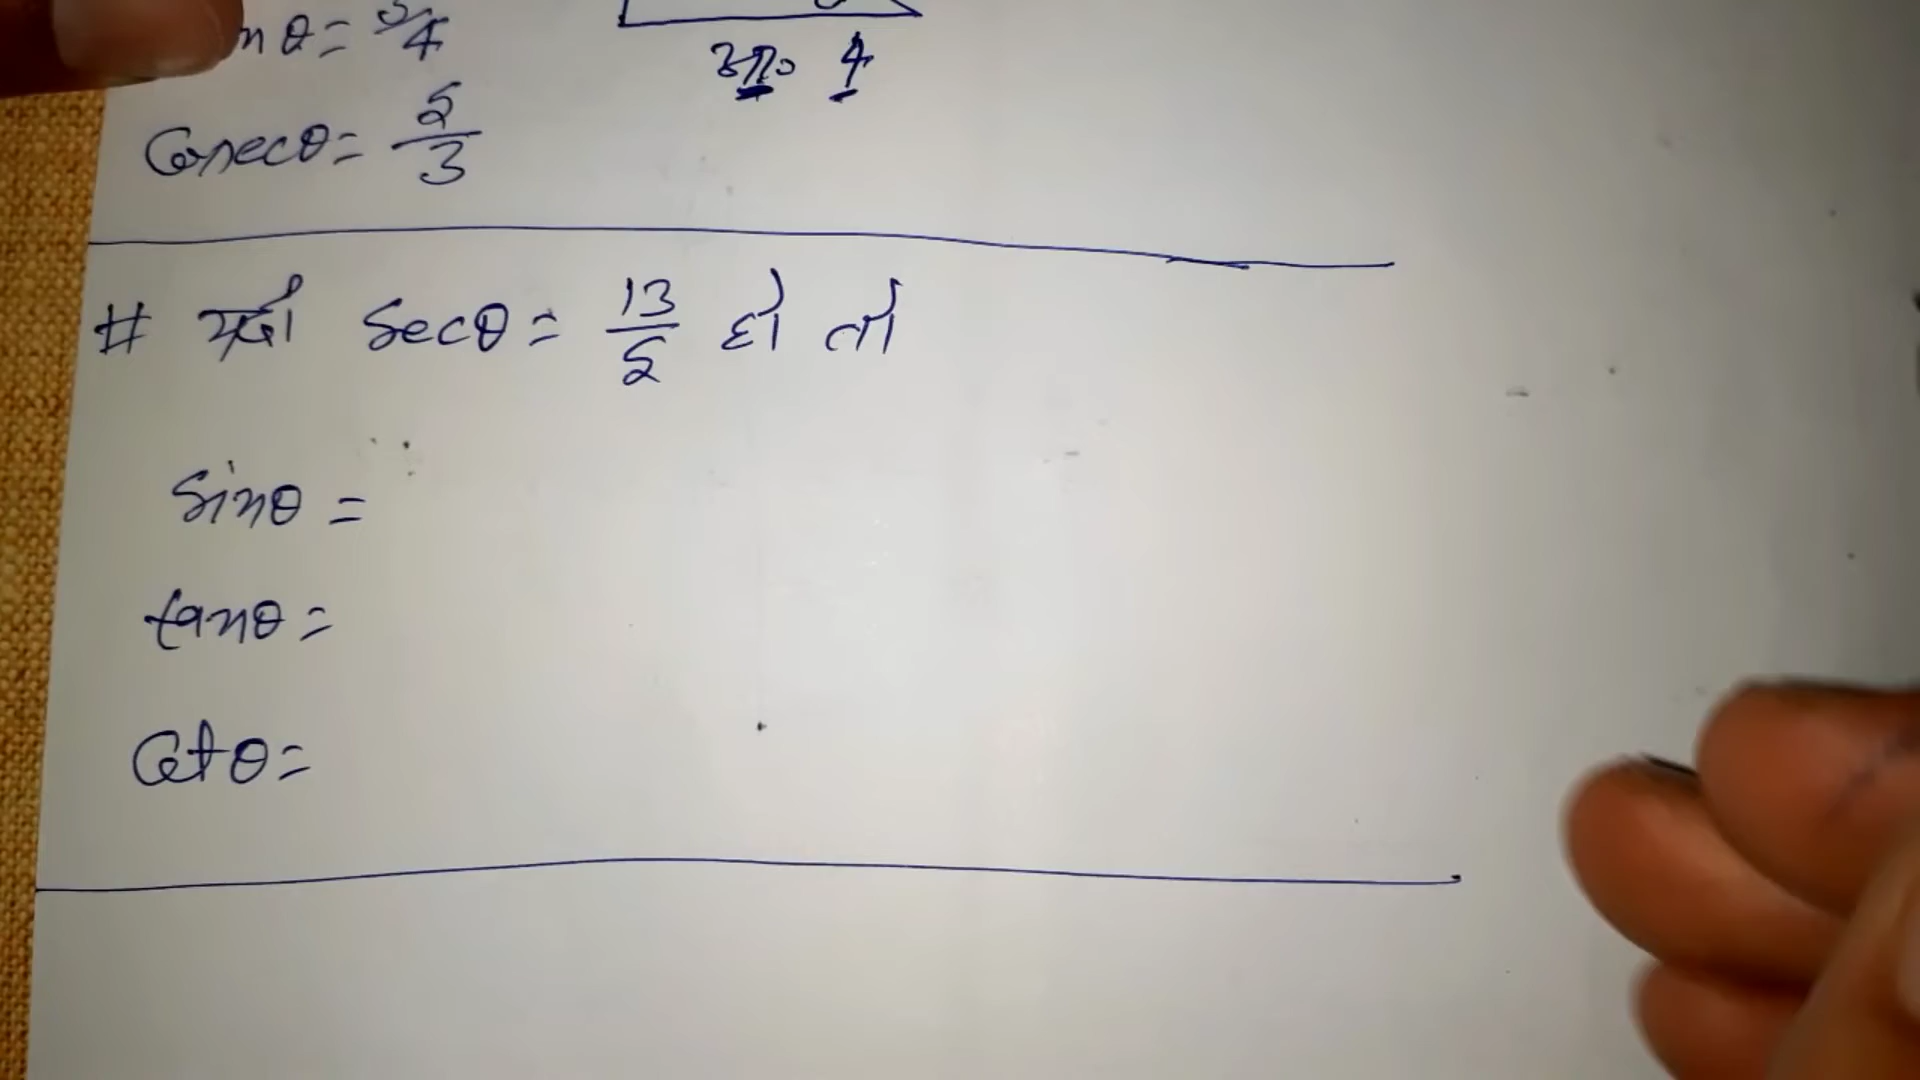 nθ = 3/4
आ० 4
Cosecθ = 5/3
# यदी Secθ = 13/5 हो तो
Sinθ =
tanθ =
Cotθ =